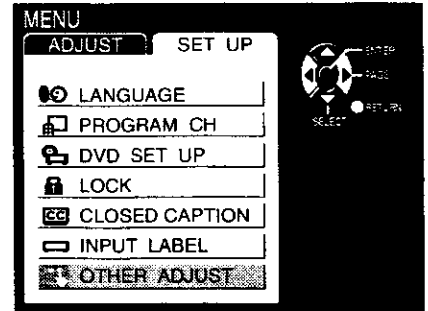 MENU
ADJUST
SET UP
LANGUAGE
PROGRAM CH
DVD SET UP
LOCK
CC CLOSED CAPTION
INPUT LABEL
OTHER ADJUST
ENTER
PAGE
RETURN
SELECT